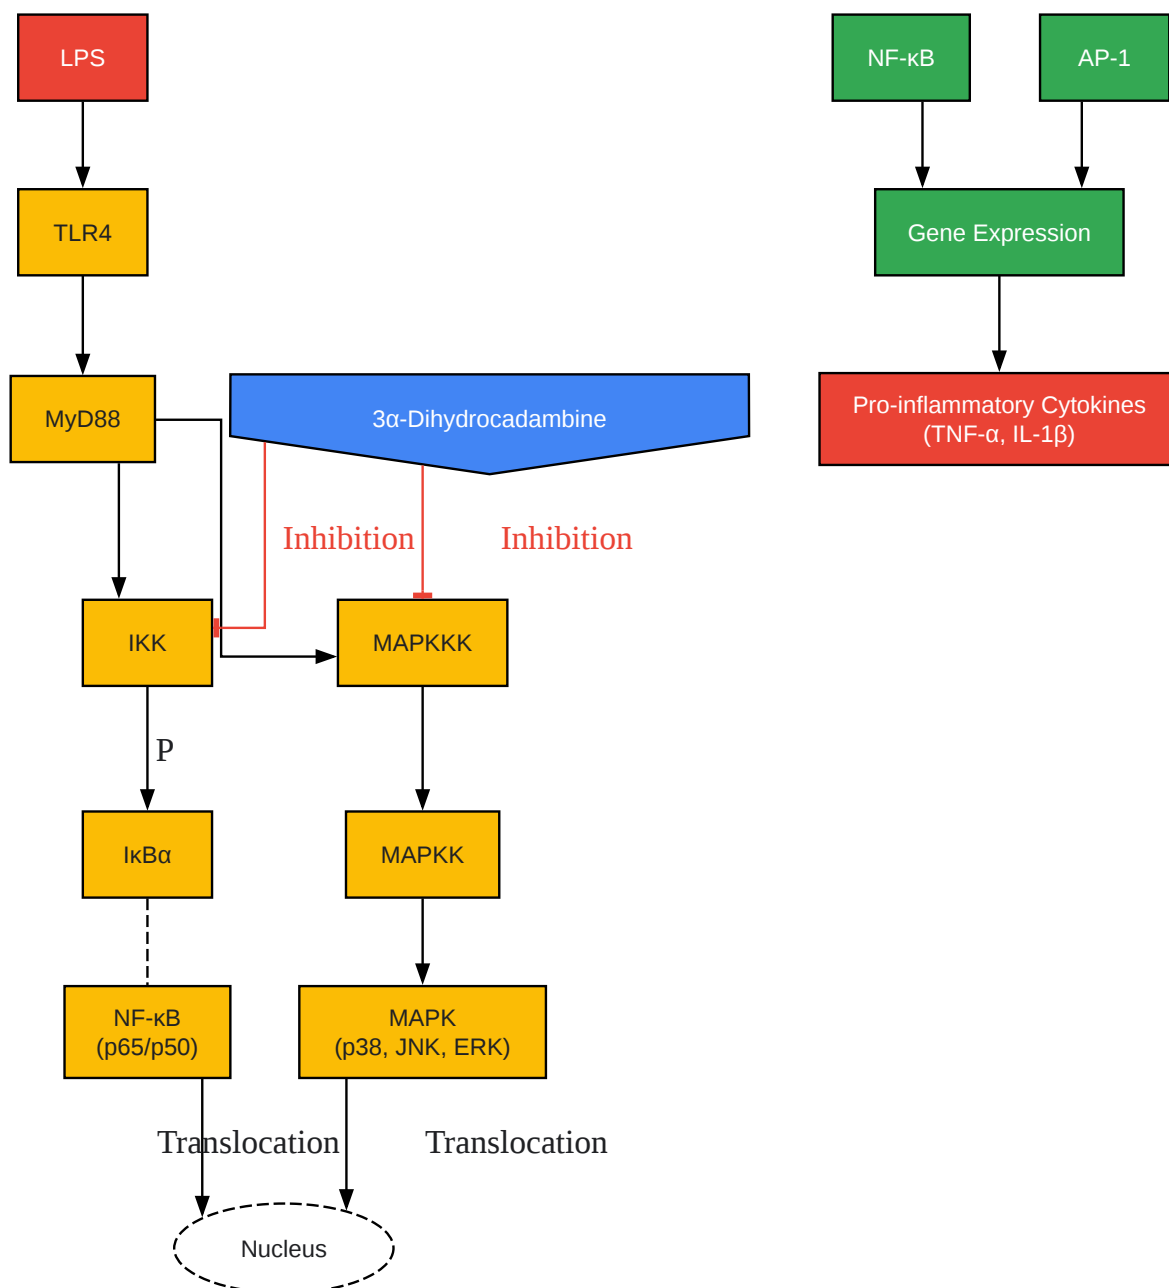 LPS
NF-κB
AP-1
TLR4
Gene Expression
MyD88
3α-Dihydrocadambine
Pro-inflammatory Cytokines
(TNF-α, IL-1β)
Inhibition
Inhibition
IKK
MAPKKK
P
IκBα
MAPKK
NF-κB
(p65/p50)
MAPK
(p38, JNK, ERK)
Translocation
Translocation
Nucleus